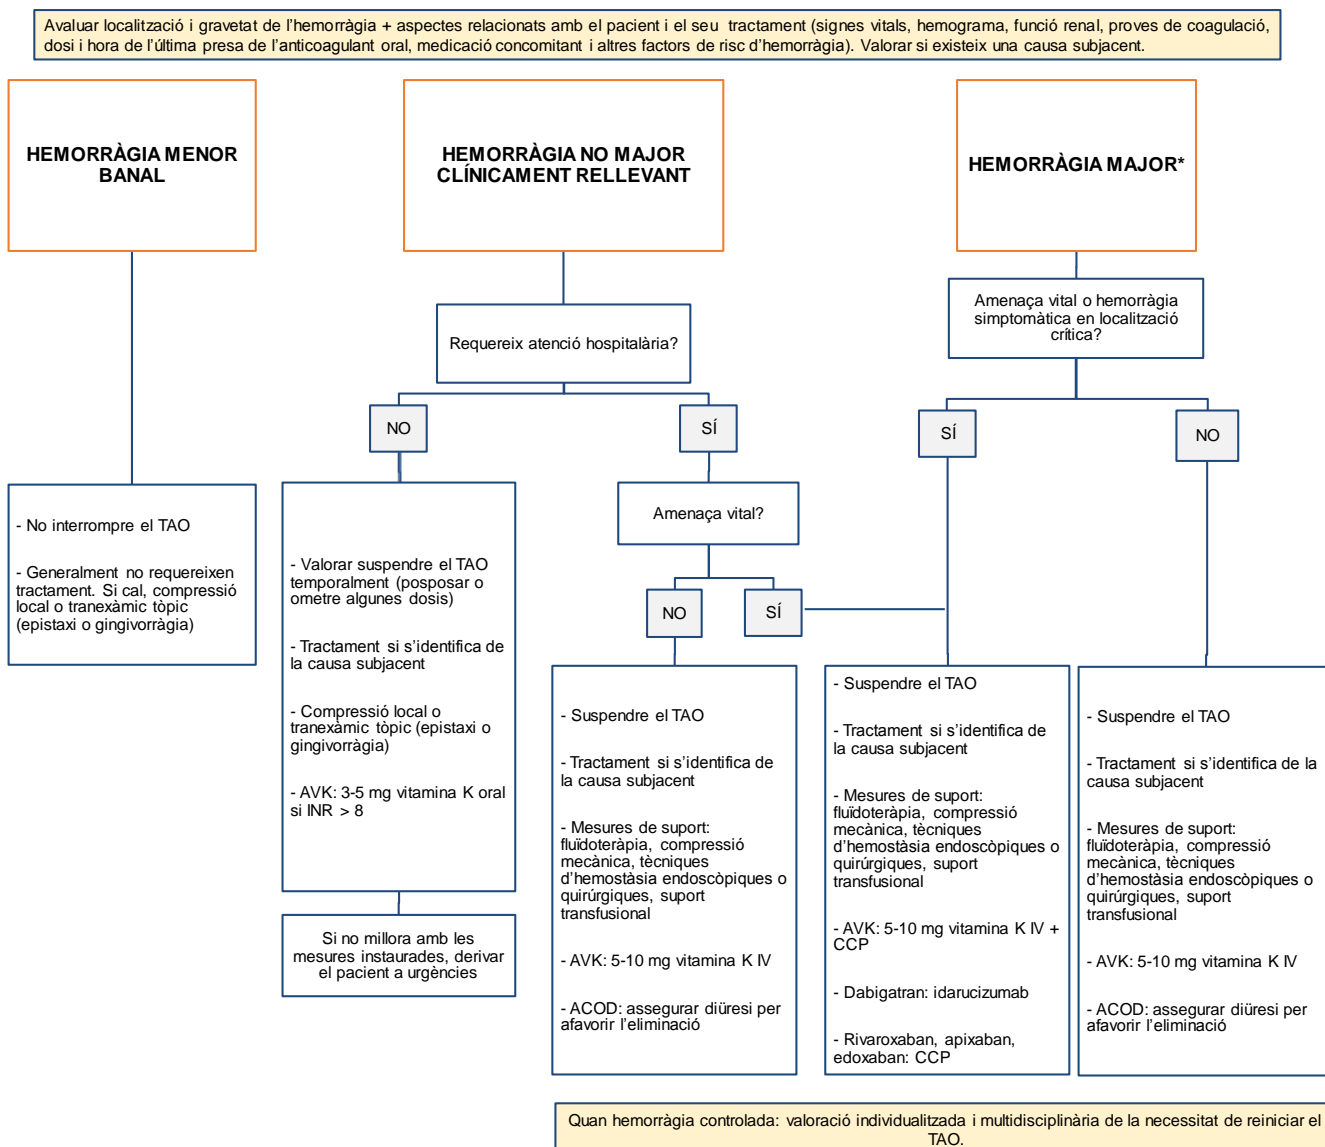 Avaluar localització i gravetat de l’hemorràgia + aspectes relacionats amb el pacient i el seu tractament (signes vitals, hemograma, funció renal, proves de coagulació,
dosi i hora de l’última presa de l’anticoagulant oral, medicació concomitant i altres factors de risc d’hemorràgia). Valorar si existeix una causa subjacent.
HEMORRÀGIA MENOR
BANAL
HEMORRÀGIA NO MAJOR
CLÍNICAMENT RELLEVANT
HEMORRÀGIA MAJOR*
Requereix atenció hospitalària?
Amenaça vital o hemorràgia
simptomàtica en localització
crítica?
NO
SÍ
SÍ
NO
- No interrompre el TAO
- Generalment no requereixen
tractament. Si cal, compressió
local o tranexàmic tòpic
(epistaxi o gingivorràgia)
- Valorar suspendre el TAO
temporalment (posposar o
ometre algunes dosis)
- Tractament si s’identifica de
la causa subjacent
- Compressió local o
tranexàmic tòpic (epistaxi o
gingivorràgia)
- AVK: 3-5 mg vitamina K oral
si INR > 8
Si no millora amb les
mesures instaurades, derivar
el pacient a urgències
Amenaça vital?
NO
SÍ
- Suspendre el TAO
- Tractament si s’identifica de
la causa subjacent
- Mesures de suport:
fluïdoteràpia, compressió
mecànica, tècniques
d’hemostàsia endoscòpiques o
quirúrgiques, suport
transfusional
- AVK: 5-10 mg vitamina K IV
- ACOD: assegurar diüresi per
afavorir l’eliminació
- Suspendre el TAO
- Tractament si s’identifica de
la causa subjacent
- Mesures de suport:
fluïdoteràpia, compressió
mecànica, tècniques
d’hemostàsia endoscòpiques o
quirúrgiques, suport
transfusional
- AVK: 5-10 mg vitamina K IV +
CCP
- Dabigatran: idarucizumab
- Rivaroxaban, apixaban,
edoxaban: CCP
- Suspendre el TAO
- Tractament si s’identifica de la
causa subjacent
- Mesures de suport:
fluïdoteràpia, compressió
mecànica, tècniques
d’hemostàsia endoscòpiques o
quirúrgiques, suport
transfusional
- AVK: 5-10 mg vitamina K IV
- ACOD: assegurar diüresi per
afavorir l’eliminació
Quan hemorràgia controlada: valoració individualitzada i multidisciplinària de la necessitat de reiniciar el
TAO.